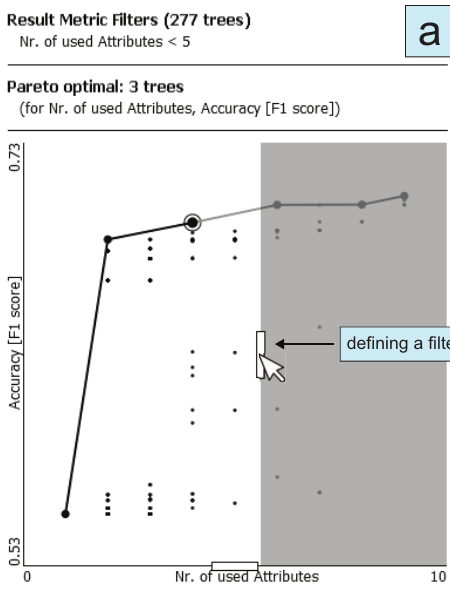 Result Metric Filters (277 trees)
Nr. of used Attributes < 5
a
Pareto optimal: 3 trees
(for Nr. of used Attributes, Accuracy [F1 score])
0.73
Accuracy [F1 score]
defining a filte
0.53
0
Nr. of used Attributes
10